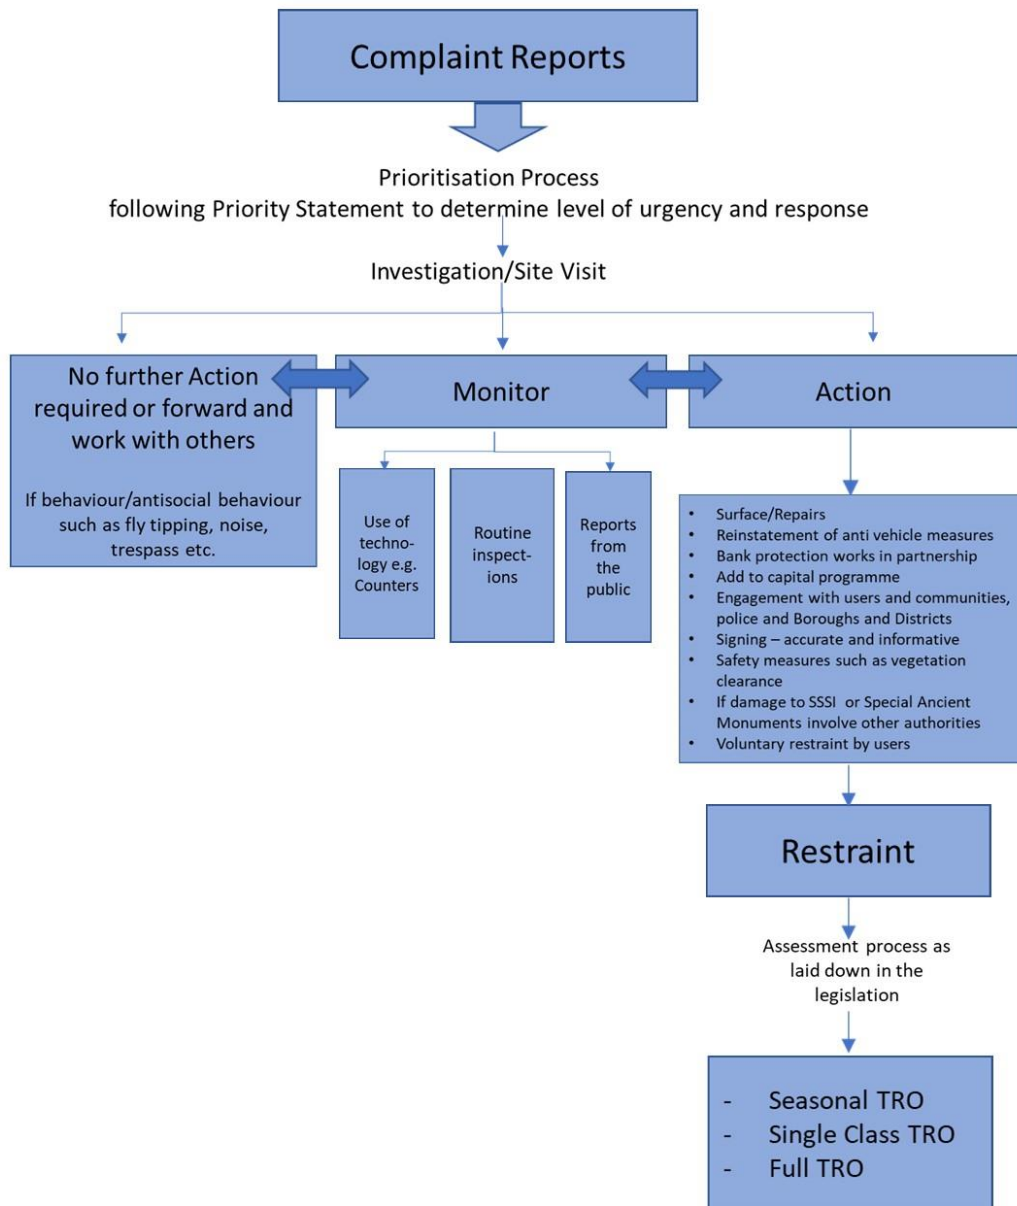 Complaint Reports
Prioritisation Process
following Priority Statement to determine level of urgency and response
Investigation/Site Visit
No further Action
required or forward and
work with others
If behaviour/antisocial behaviour
such as fly tipping, noise,
trespass etc.
Monitor
Action
Use of
techno-
logy e.g.
Counters
Routine
inspect-
ions
Reports
from
the
public
• Surface/Repairs
• Reinstatement of anti vehicle measures
• Bank protection works in partnership
• Add to capital programme
• Engagement with users and communities,
police and Boroughs and Districts
• Signing – accurate and informative
• Safety measures such as vegetation
clearance
• If damage to SSSI or Special Ancient
Monuments involve other authorities
• Voluntary restraint by users
Restraint
Assessment process as
laid down in the
legislation
- Seasonal TRO
- Single Class TRO
- Full TRO